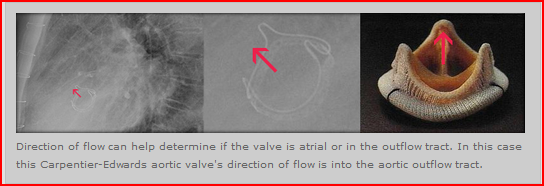 Direction of flow can help determine if the valve is atrial or in the outflow tract. In this case
this Carpentier-Edwards aortic valve's direction of flow is into the aortic outflow tract.